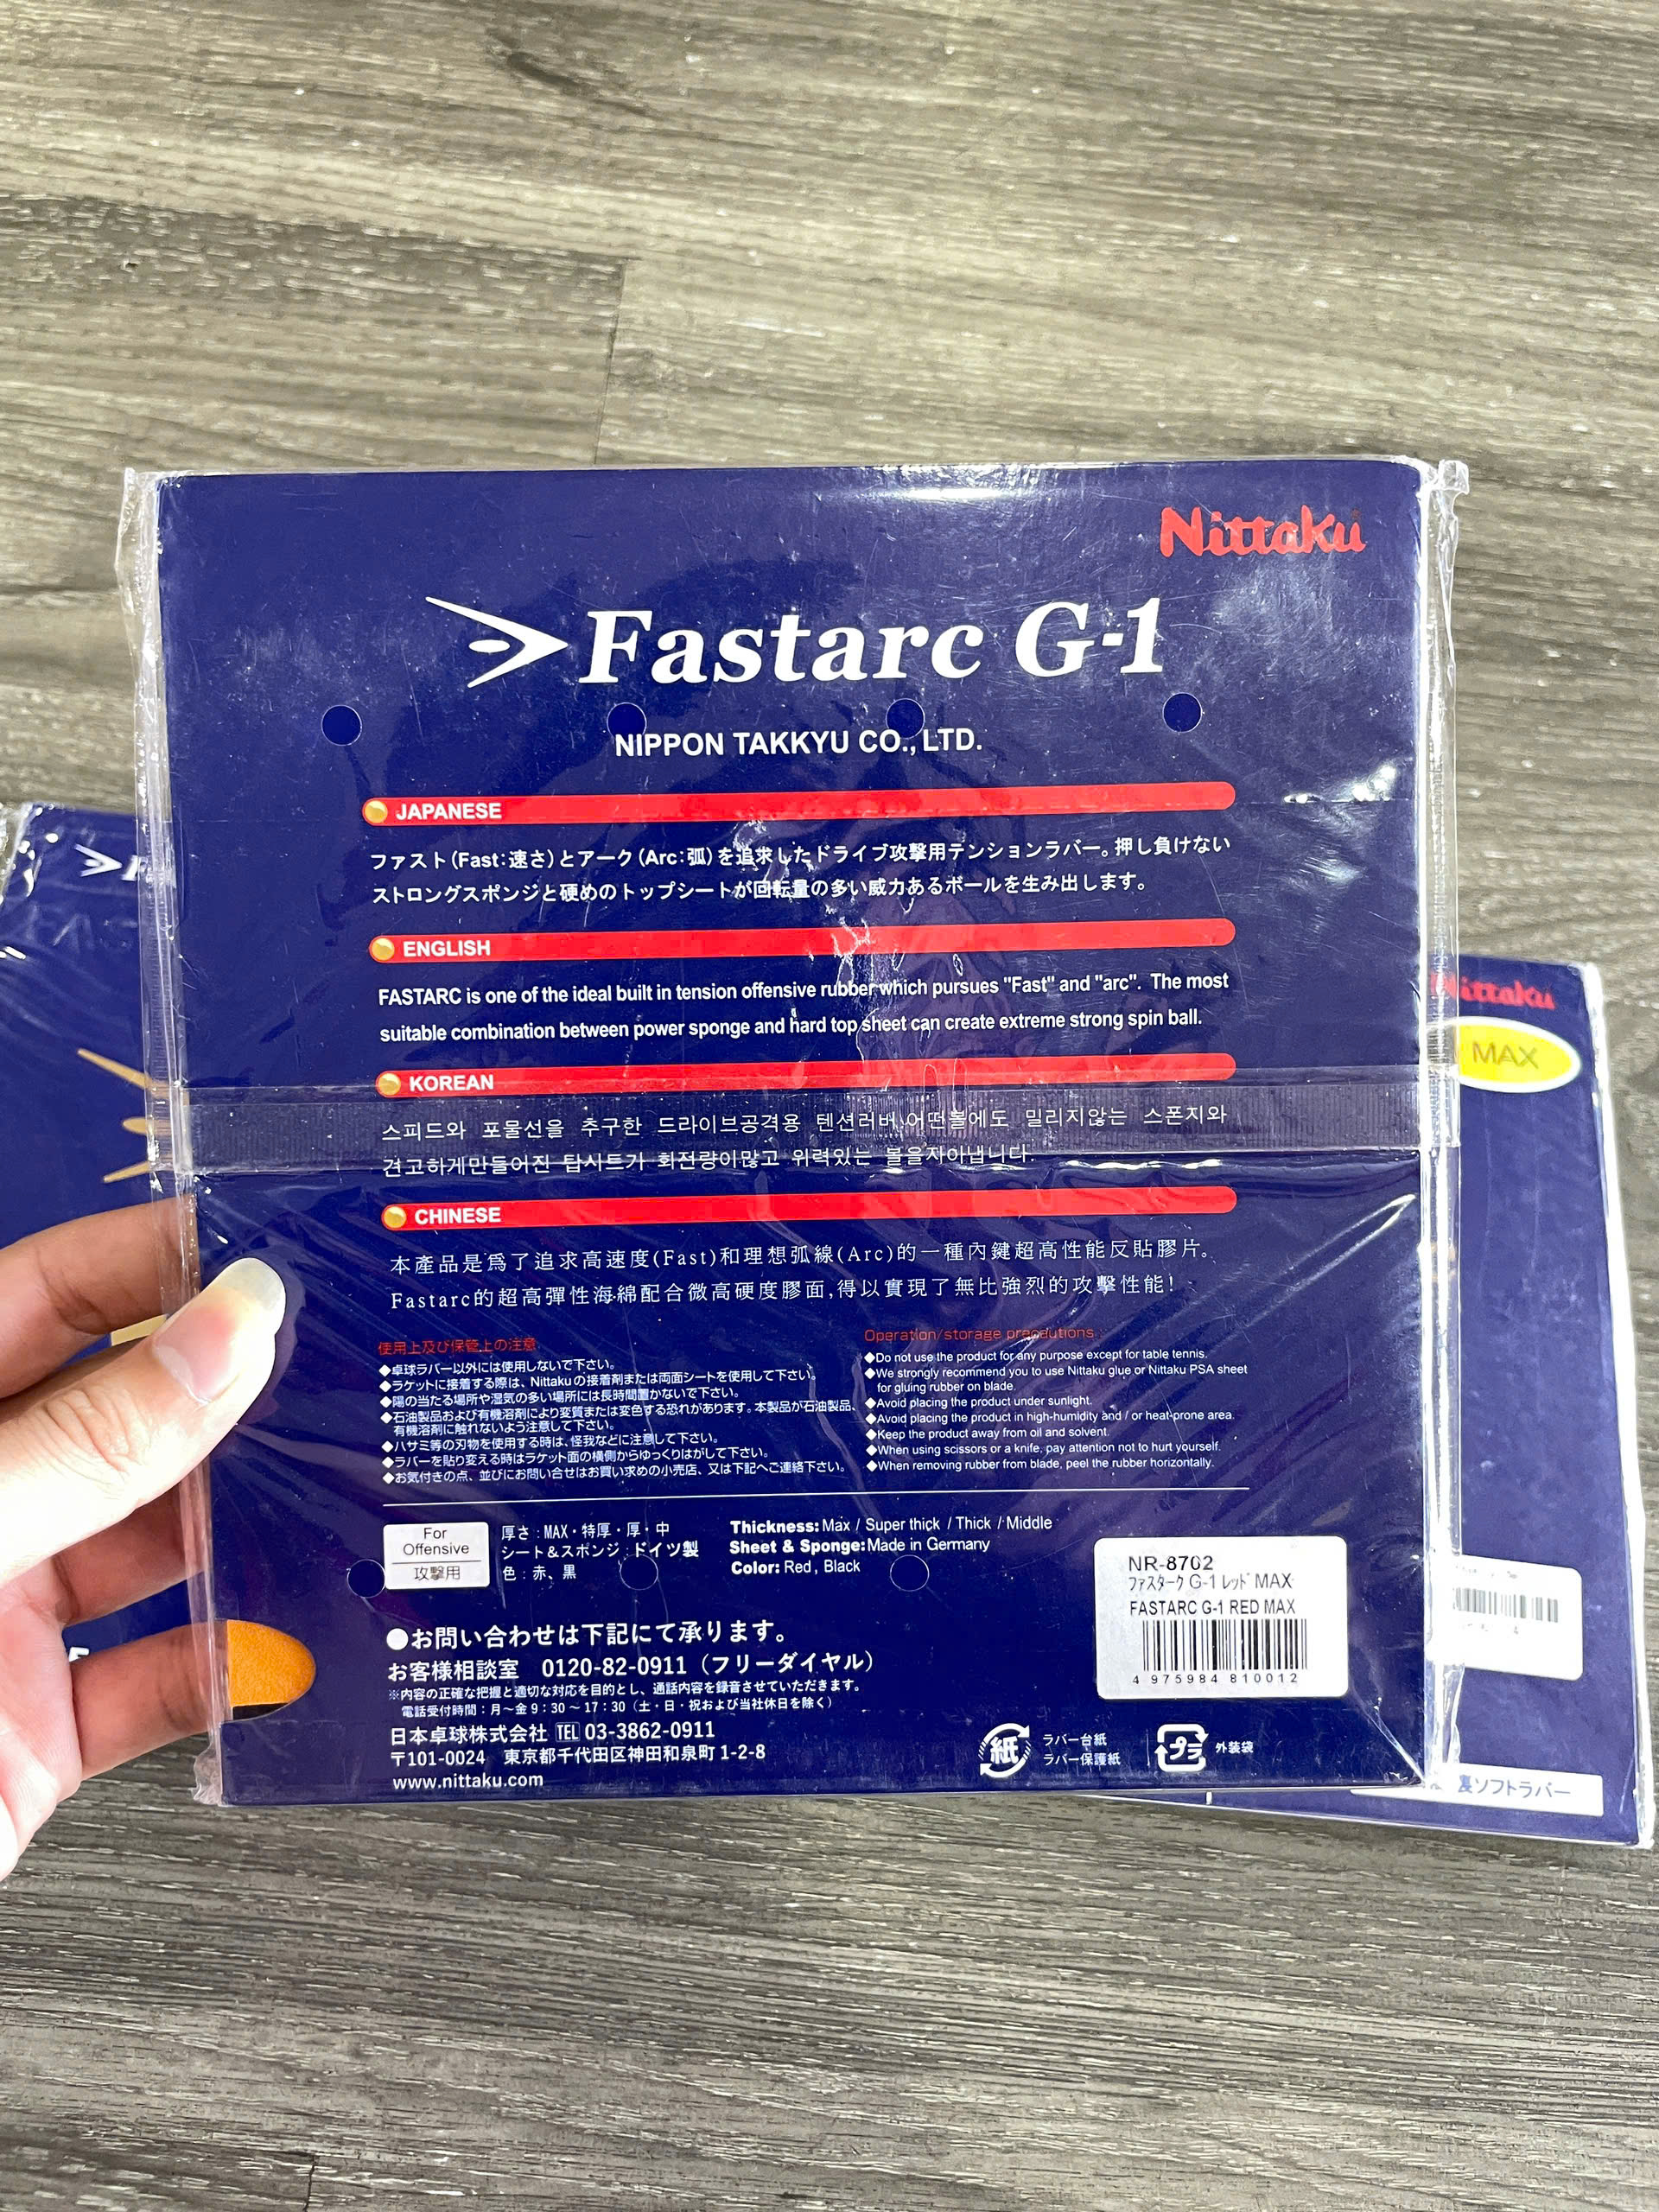 Nittaku
Fastarc G-1
NIPPON TAKKYU CO., LTD.
JAPANESE
ファスト(Fast:速さ)とアーク(Arc:弧)を追求したドライブ攻撃用テンションラバー。押し負けない
ストロングスポンジと硬めのトップシートが回転量の多い威力あるボールを生み出します。
ENGLISH
FASTARC is one of the ideal built in tension offensive rubber which pursues "Fast" and "arc". The most
suitable combination between power sponge and hard top sheet can create extreme strong spin ball.
KOREAN
스피드와 포물선을 추구한 드라이브공격용 텐션러버.어떤볼에도 밀리지않는 스폰지와
견고하게만들어진 탑시트가 회전량이많고 위력있는 볼을자아냅니다.
CHINESE
本產品是爲了追求高速度(Fast)和理想弧線(Arc)的一種內鍵超高性能反貼膠片。
Fastarc的超高彈性海綿配合微高硬度膠面,得以實現了無比強烈的攻擊性能!
使用上及び保管上の注意
◆卓球ラバー以外には使用しないで下さい。
◆ラケットに接着する際は、Nittakuの接着剤または両面シートを使用して下さい。
◆陽の当たる場所や湿気の多い場所には長時間置かないで下さい。
◆石油製品および有機溶剤により変質または変色する恐れがあります。本製品が石油製品、
有機溶剤に触れないよう注意して下さい。
◆ハサミ等の刃物を使用する時は、怪我などに注意して下さい。
◆ラバーを貼り変える時はラケット面の横側からゆっくりはがして下さい。
◆お気付きの点、並びにお問い合せはお買い求めの小売店、又は下記へご連絡下さい。
Operation/storage precautions
◆Do not use the product for any purpose except for table tennis.
◆We strongly recommend you to use Nittaku glue or Nittaku PSA sheet
for gluing rubber on blade.
◆Avoid placing the product under sunlight.
◆Avoid placing the product in high-humidity and / or heat-prone area.
◆Keep the product away from oil and solvent.
◆When using scissors or a knife, pay attention not to hurt yourself.
◆When removing rubber from blade, peel the rubber horizontally.
For
Offensive
攻撃用
厚さ:MAX・特厚・厚・中
シート&スポンジ:ドイツ製
色:赤、黒
Thickness: Max / Super thick / Thick / Middle
Sheet & Sponge: Made in Germany
Color: Red, Black
NR-8702
ファスターク G-1 レッド MAX
FASTARC G-1 RED MAX
4 975984 810012
●お問い合わせは下記にて承ります。
お客様相談室 0120-82-0911(フリーダイヤル)
※内容の正確な把握と適切な対応を目的とし、通話内容を録音させていただきます。
電話受付時間:月~金 9:30~17:30(土・日・祝および当社休日を除く)
日本卓球株式会社 TEL 03-3862-0911
〒101-0024 東京都千代田区神田和泉町 1-2-8
www.nittaku.com
紙
ラバー台紙
ラバー保護紙
プラ
外装袋
Nittaku
MAX
裏ソフトラバー